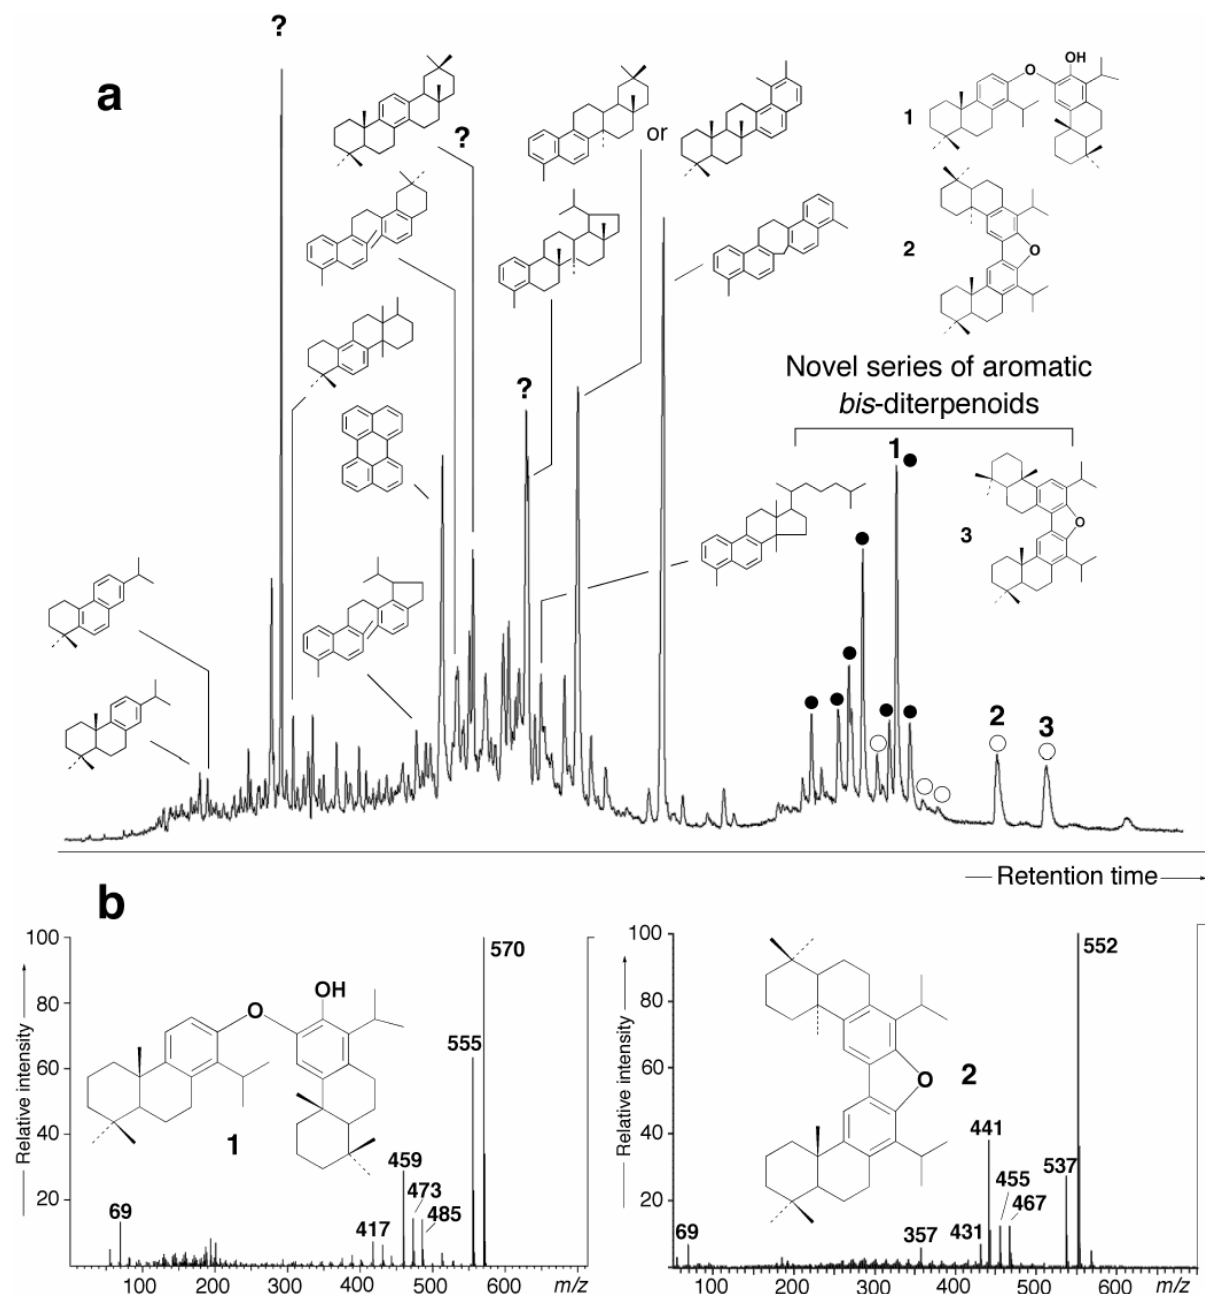 ?
a
?
or
1
O
OH
2
O
Novel series of aromatic
bis-diterpenoids
?
1
3
O
2
3
Retention time
b
100
80
60
40
20
Relative intensity
O
OH
1
69
417
459
473
485
555
570
100
200
300
400
500
600
m/z
100
80
60
40
20
Relative intensity
O
2
69
357
431
441
455
467
537
552
100
200
300
400
500
600
m/z